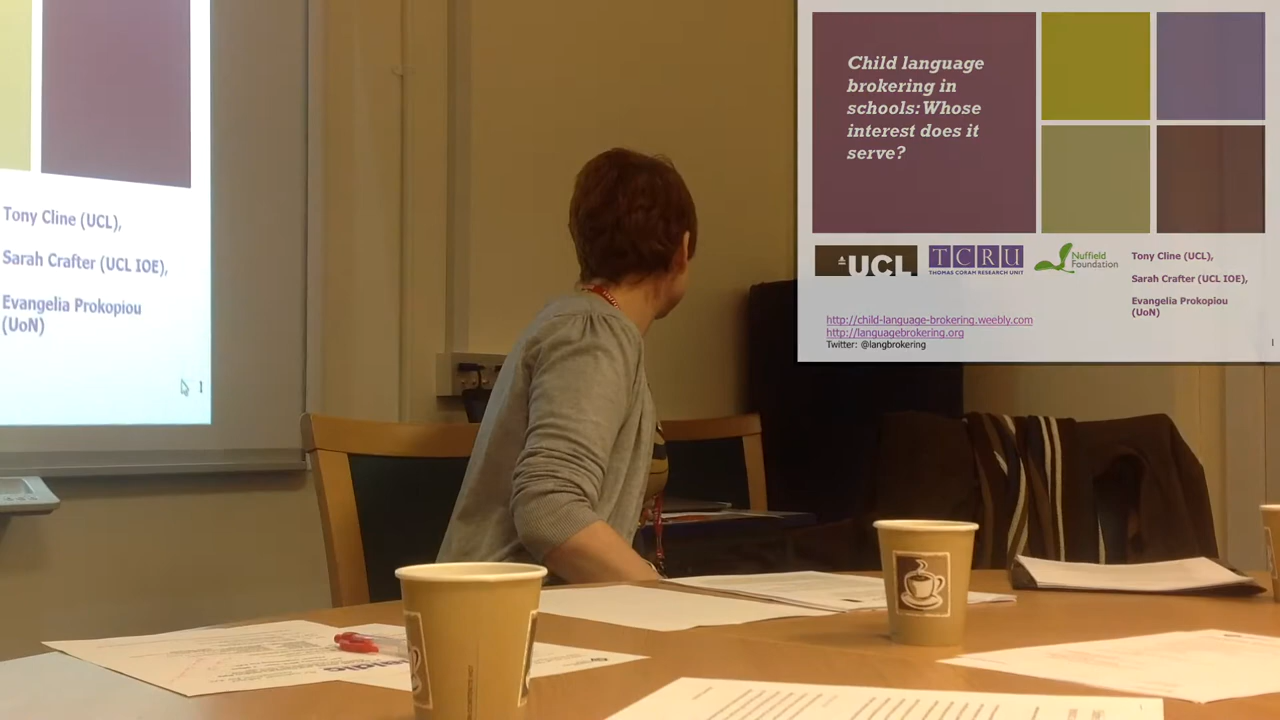 Tony Cline (UCL),
Sarah Crafter (UCL IOE),
Evangelia Prokopiou
(UoN)
1
Child language
brokering in
schools: Whose
interest does it
serve?
UCL
TCRU
THOMAS CORAM RESEARCH UNIT
Nuffield
Foundation
Tony Cline (UCL),
Sarah Crafter (UCL IOE),
Evangelia Prokopiou
(UoN)
http://child-language-brokering.weebly.com
http://languagebrokering.org
Twitter: @langbrokering
1